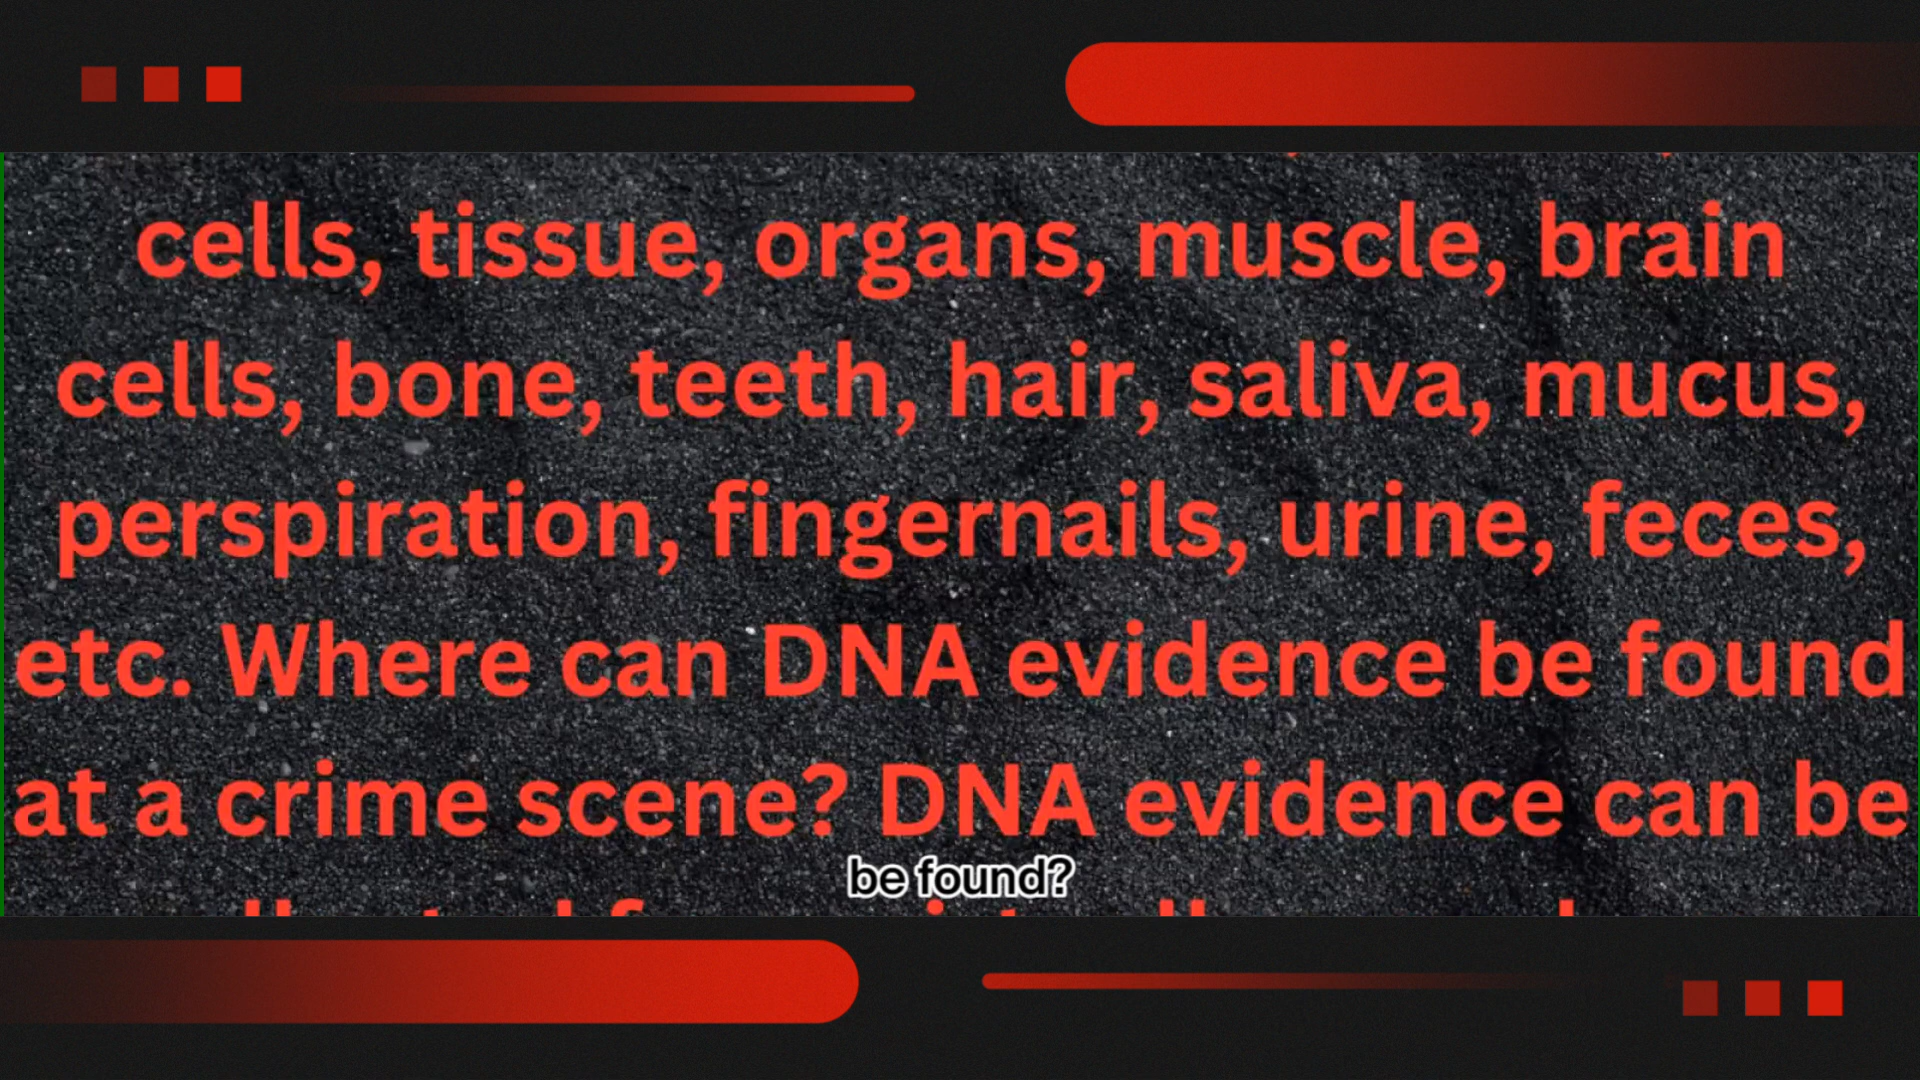 cells, tissue, organs, muscle, brain
cells, bone, teeth, hair, saliva, mucus,
perspiration, fingernails, urine, feces,
etc. Where can DNA evidence be found
at a crime scene? DNA evidence can be
be found?